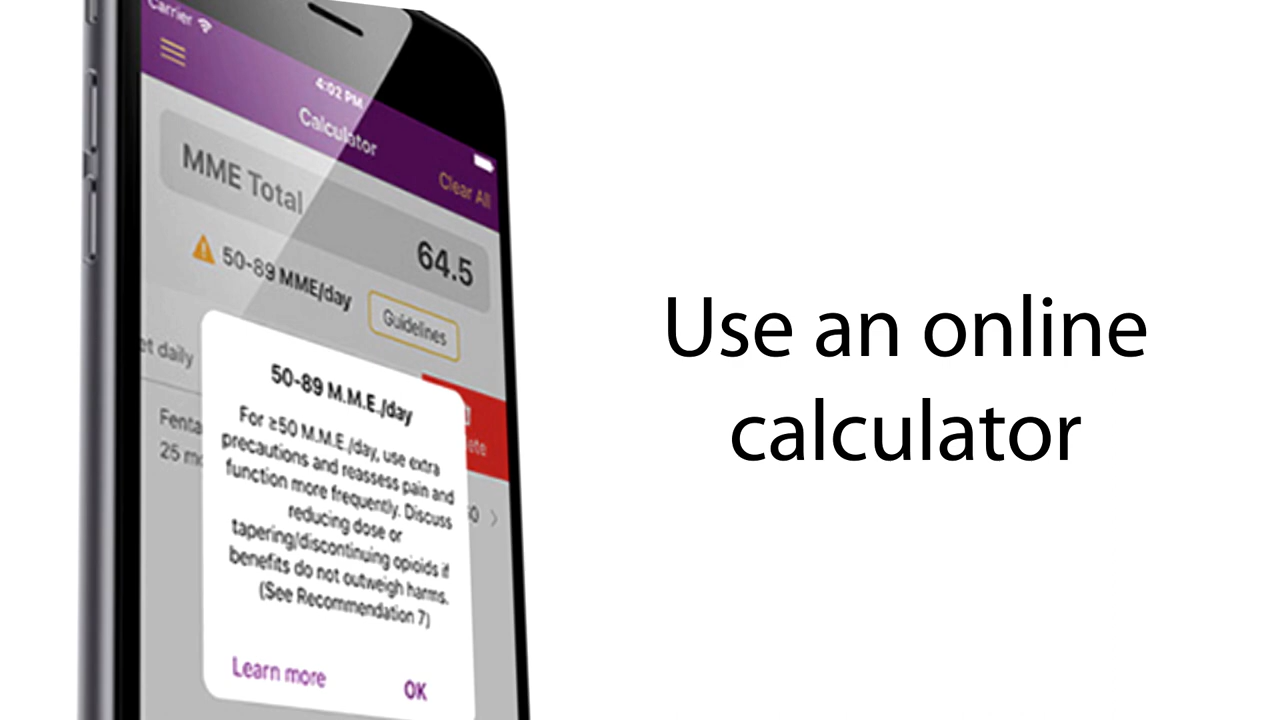 Carrier
4:02 PM
Calculator
Clear All
MME Total
64.5
50-89 MME/day
Guidelines
daily
50-89 M.M.E./day
For ≥50 M.M.E./day, use extra
precautions and reassess pain and
function more frequently. Discuss
reducing dose or
tapering/discontinuing opioids if
benefits do not outweigh harms.
(See Recommendation 7)
Learn more
OK
25
Use an online
calculator